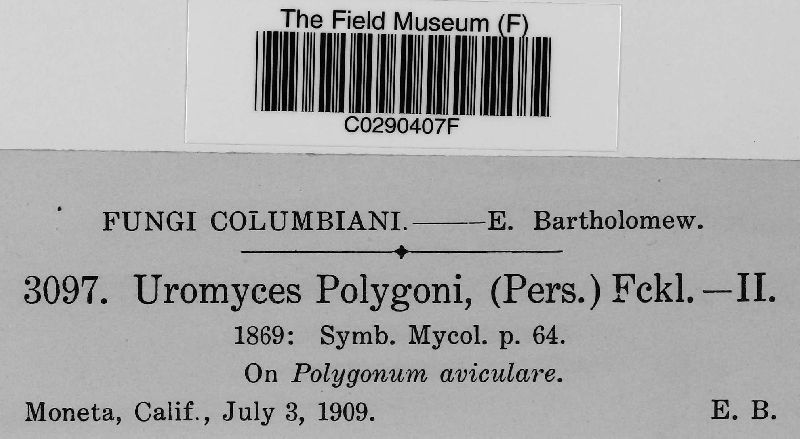 The Field Museum (F)
C0290407F
FUNGI COLUMBIANI.——E. Bartholomew.
3097. Uromyces Polygoni, (Pers.) Fckl.—II.
1869: Symb. Mycol. p. 64.
On Polygonum aviculare.
Moneta, Calif., July 3, 1909. E. B.